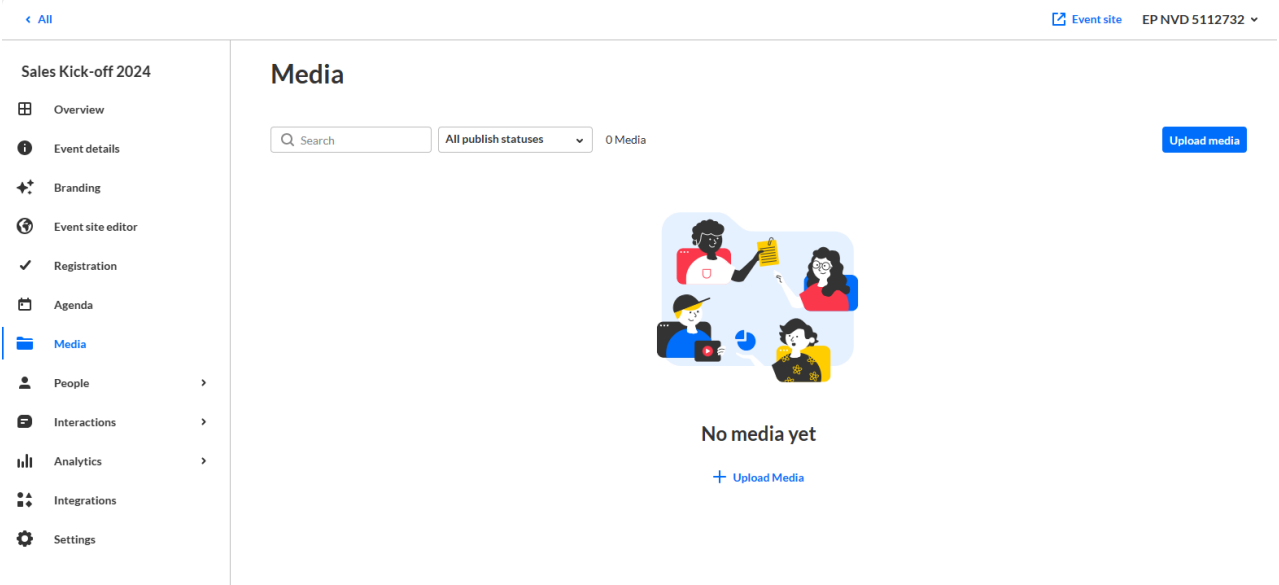 All
Event site
EP NVD 5112732
Sales Kick-off 2024
Overview
Event details
Branding
Event site editor
Registration
Agenda
Media
People
Interactions
Analytics
Integrations
Settings
Media
Search
All publish statuses
0 Media
Upload media
No media yet
Upload Media